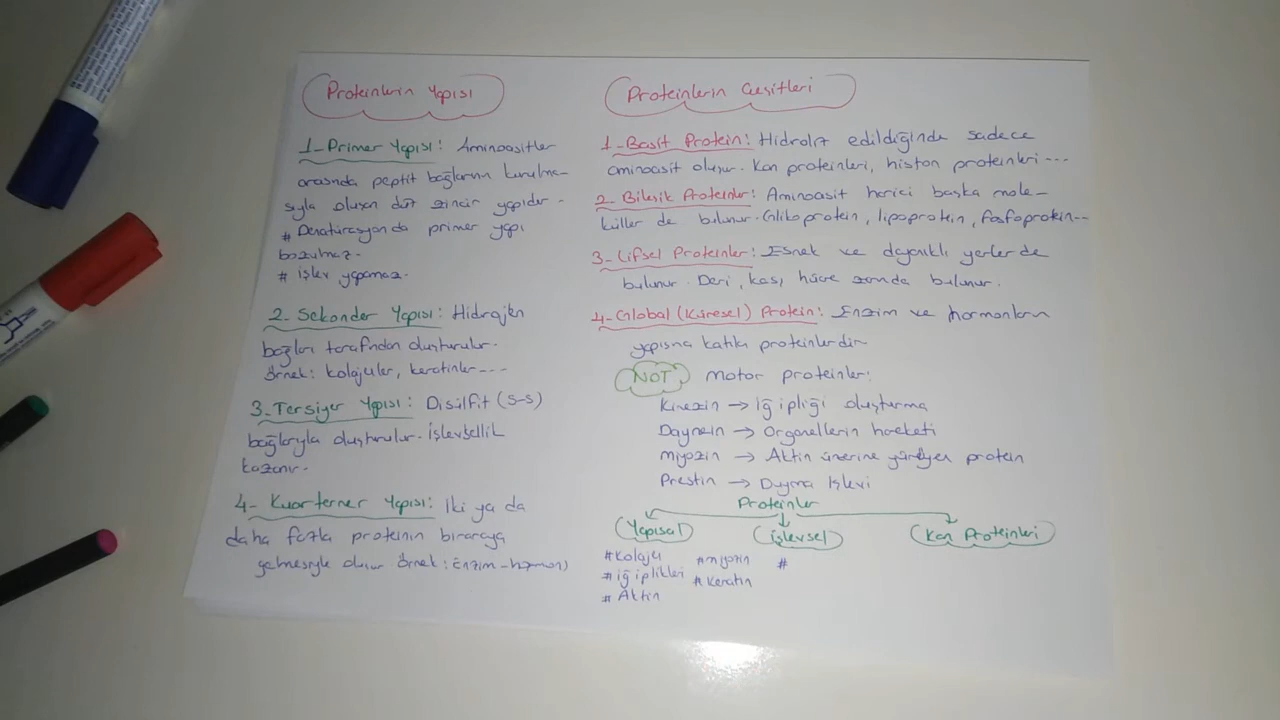 Proteinlerin Yapısı
1-Primer Yapısı: Aminoasitler
arasında peptit bağlarının kurulma-
sıyla oluşan düz zincir yapıdır.
# Denatürasyonda primer yapı
bozulmaz.
# işlev yapamaz.
2- Sekonder Yapısı: Hidrojen
bağları tarafından oluşturulur.
örnek: kolajenler, keratinler----
3-Tersiyer Yapısı: Disülfit (s-s)
bağlarıyla oluşturulur. İşlevsellik
kazanır.
4- Kuarterner Yapısı: İki ya da
daha fazla proteinin biraraya
gelmesiyle oluşur. örnek: Enzim-hormon)
Proteinlerin Çeşitleri
1-Basit Protein: Hidroliz edildiğinde sadece
aminoasit oluşur. Kan proteinleri, histon proteinleri---
2- Bileşik Proteinler: Aminoasit harici başka mole-
küller de bulunur. Gliko protein, lipoprotein, fosfoprotein--
3-Lifsel Proteinler: Esnek ve dayanıklı yerlerde
bulunur. Deri, kas, hücre zarında bulunur.
4-Global (Küresel) Protein: Enzim ve hormonların
yapısına katılan proteinlerdir
NOT motor proteinler:
Kinezin → İğ ipliği oluşturma
Daynein → Organellerin hareketi
miyozin → Aktin üzerine yürüyen protein
Prestin → Duyma işlevi
Proteinler
Yapısal işlevsel Kan Proteinleri
# Kolajen # miyozin #
# iğ iplikleri # Keratin
# Aktin